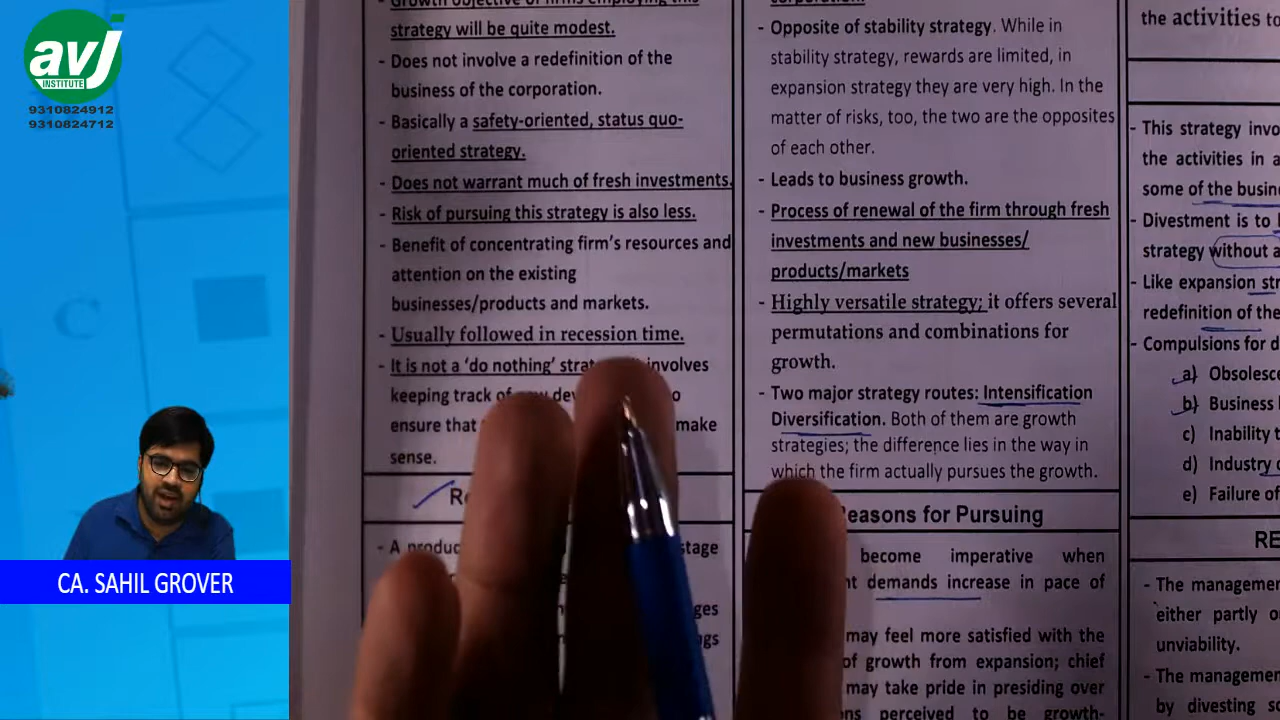 avj
INSTITUTE
9310824912
9310824712
CA. SAHIL GROVER
Growth objective of firms employing this
strategy will be quite modest.
- Does not involve a redefinition of the
business of the corporation.
- Basically a safety-oriented, status quo-
oriented strategy.
- Does not warrant much of fresh investments.
- Risk of pursuing this strategy is also less.
- Benefit of concentrating firm's resources and
attention on the existing
businesses/products and markets.
- Usually followed in recession time.
- It is not a 'do nothing' involves
keeping track of
ensure that make
sense.
- A stage
corporation.
- Opposite of stability strategy. While in
stability strategy, rewards are limited, in
expansion strategy they are very high. In the
matter of risks, too, the two are the opposites
of each other.
- Leads to business growth.
- Process of renewal of the firm through fresh
investments and new businesses/
products/markets
- Highly versatile strategy; it offers several
permutations and combinations for
growth.
- Two major strategy routes: Intensification
Diversification. Both of them are growth
strategies; the difference lies in the way in
which the firm actually pursues the growth.
Reasons for Pursuing
become imperative when
demands increase in pace of
may feel more satisfied with the
of growth from expansion; chief
may take pride in presiding over
perceived to be growth-
the activities to
- This strategy
the activities in a
some of the
- Divestment is to
strategy without
- Like expansion
redefinition of the
- Compulsions for
a)
b) Business
c) Inability
d) Industry
e) Failure of
- The
either partly
unviability.
- The
by divesting